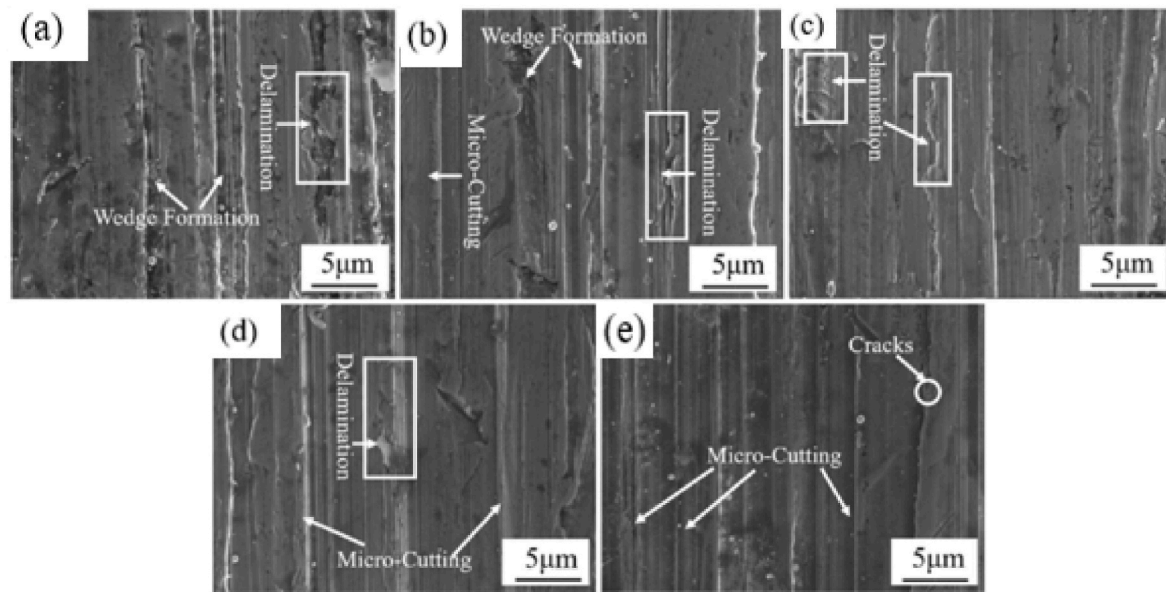 (a)
Delamination
Wedge Formation
5μm
(b)
Wedge Formation
Micro-Cutting
Delamination
5μm
(c)
Delamination
5μm
(d)
Delamination
Micro-Cutting
5μm
(e)
Cracks
Micro-Cutting
5μm